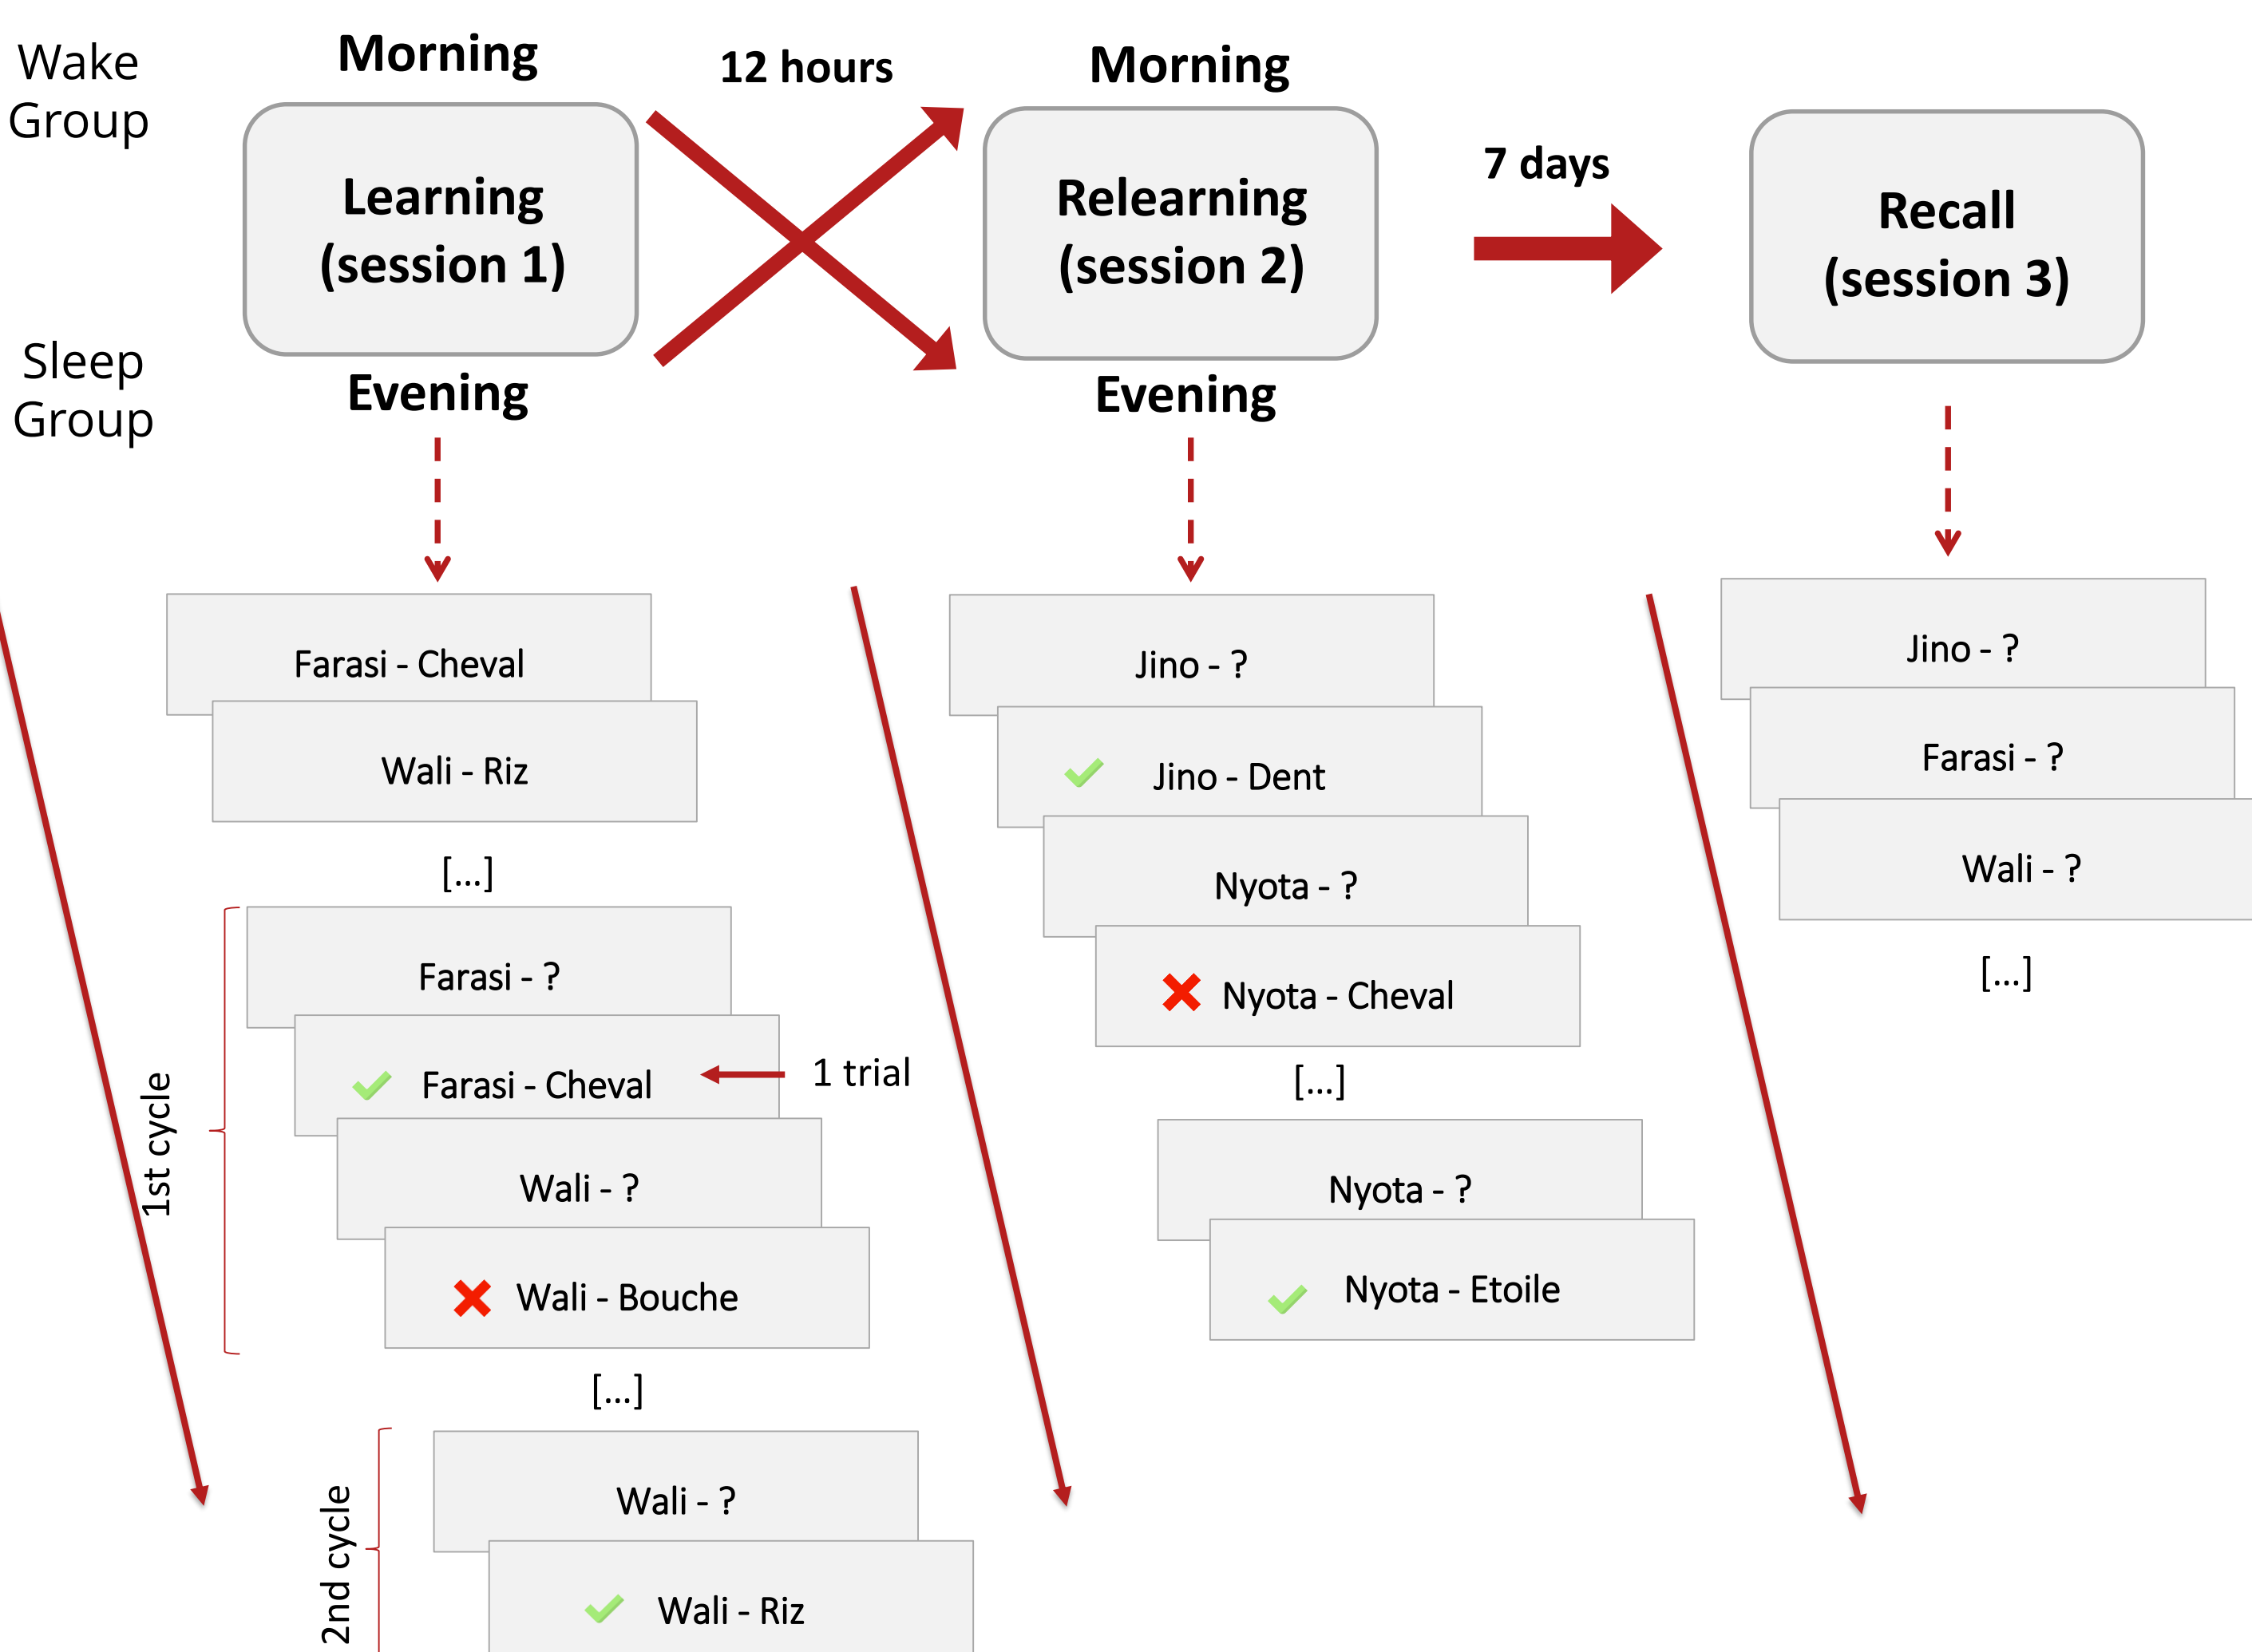 Wake
Group
Morning
12 hours
Morning
Learning
(session 1)
Relearning
(session 2)
7 days
Recall
(session 3)
Sleep
Group
Evening
Evening
Farasi - Cheval
Wali - Riz
[...]
1st cycle
Farasi - ?
Farasi - Cheval
1 trial
Wali - ?
Wali - Bouche
[...]
2nd cycle
Wali - ?
Wali - Riz
Jino - ?
Jino - Dent
Nyota - ?
Nyota - Cheval
[...]
Nyota - ?
Nyota - Etoile
Jino - ?
Farasi - ?
Wali - ?
[...]